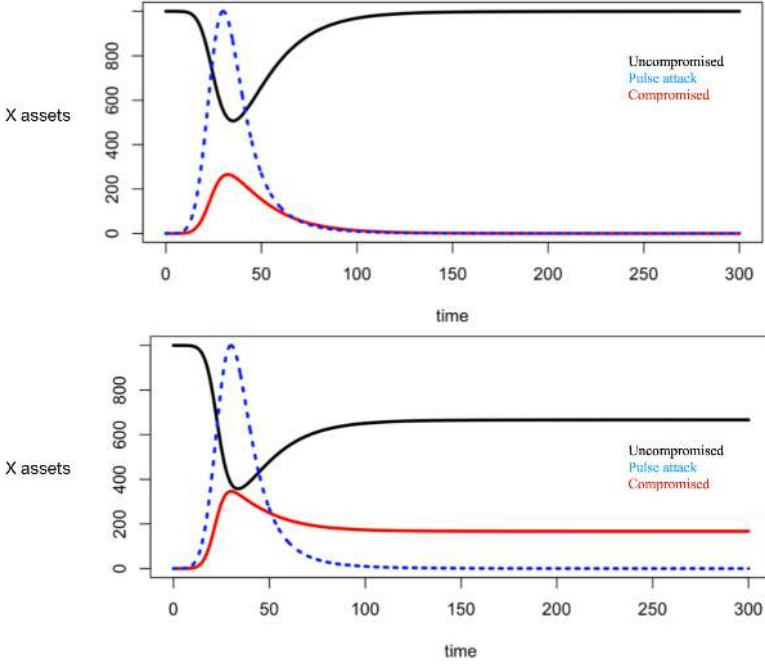 800
600
400
200
0
X assets
Uncompromised
Pulse attack
Compromised
0 50 100 150 200 250 300
time
800
600
400
200
0
X assets
Uncompromised
Pulse attack
Compromised
0 50 100 150 200 250 300
time